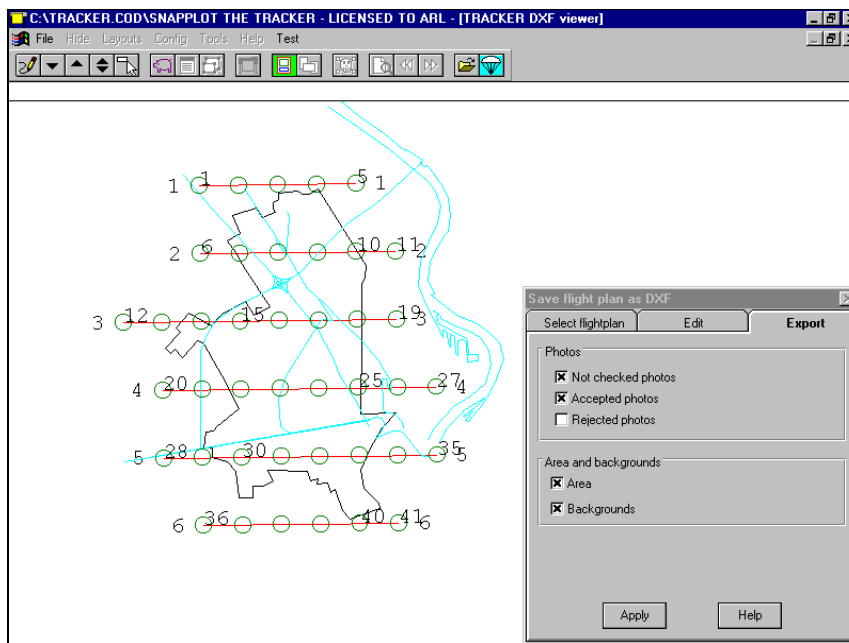 C:\TRACKER.COD\SNAPPLOT THE TRACKER - LICENSED TO ARL - [TRACKER DXF viewer]
File Hide Layouts Config Tools Help Test
1 1 5 1
2 6 10 11 2
3 12 15 19 3
4 20 25 27 4
5 28 1 30 35 5
6 36 40 41 6
Save flight plan as DXF
Select flightplan Edit Export
Photos
Not checked photos
Accepted photos
Rejected photos
Area and backgrounds
Area
Backgrounds
Apply Help